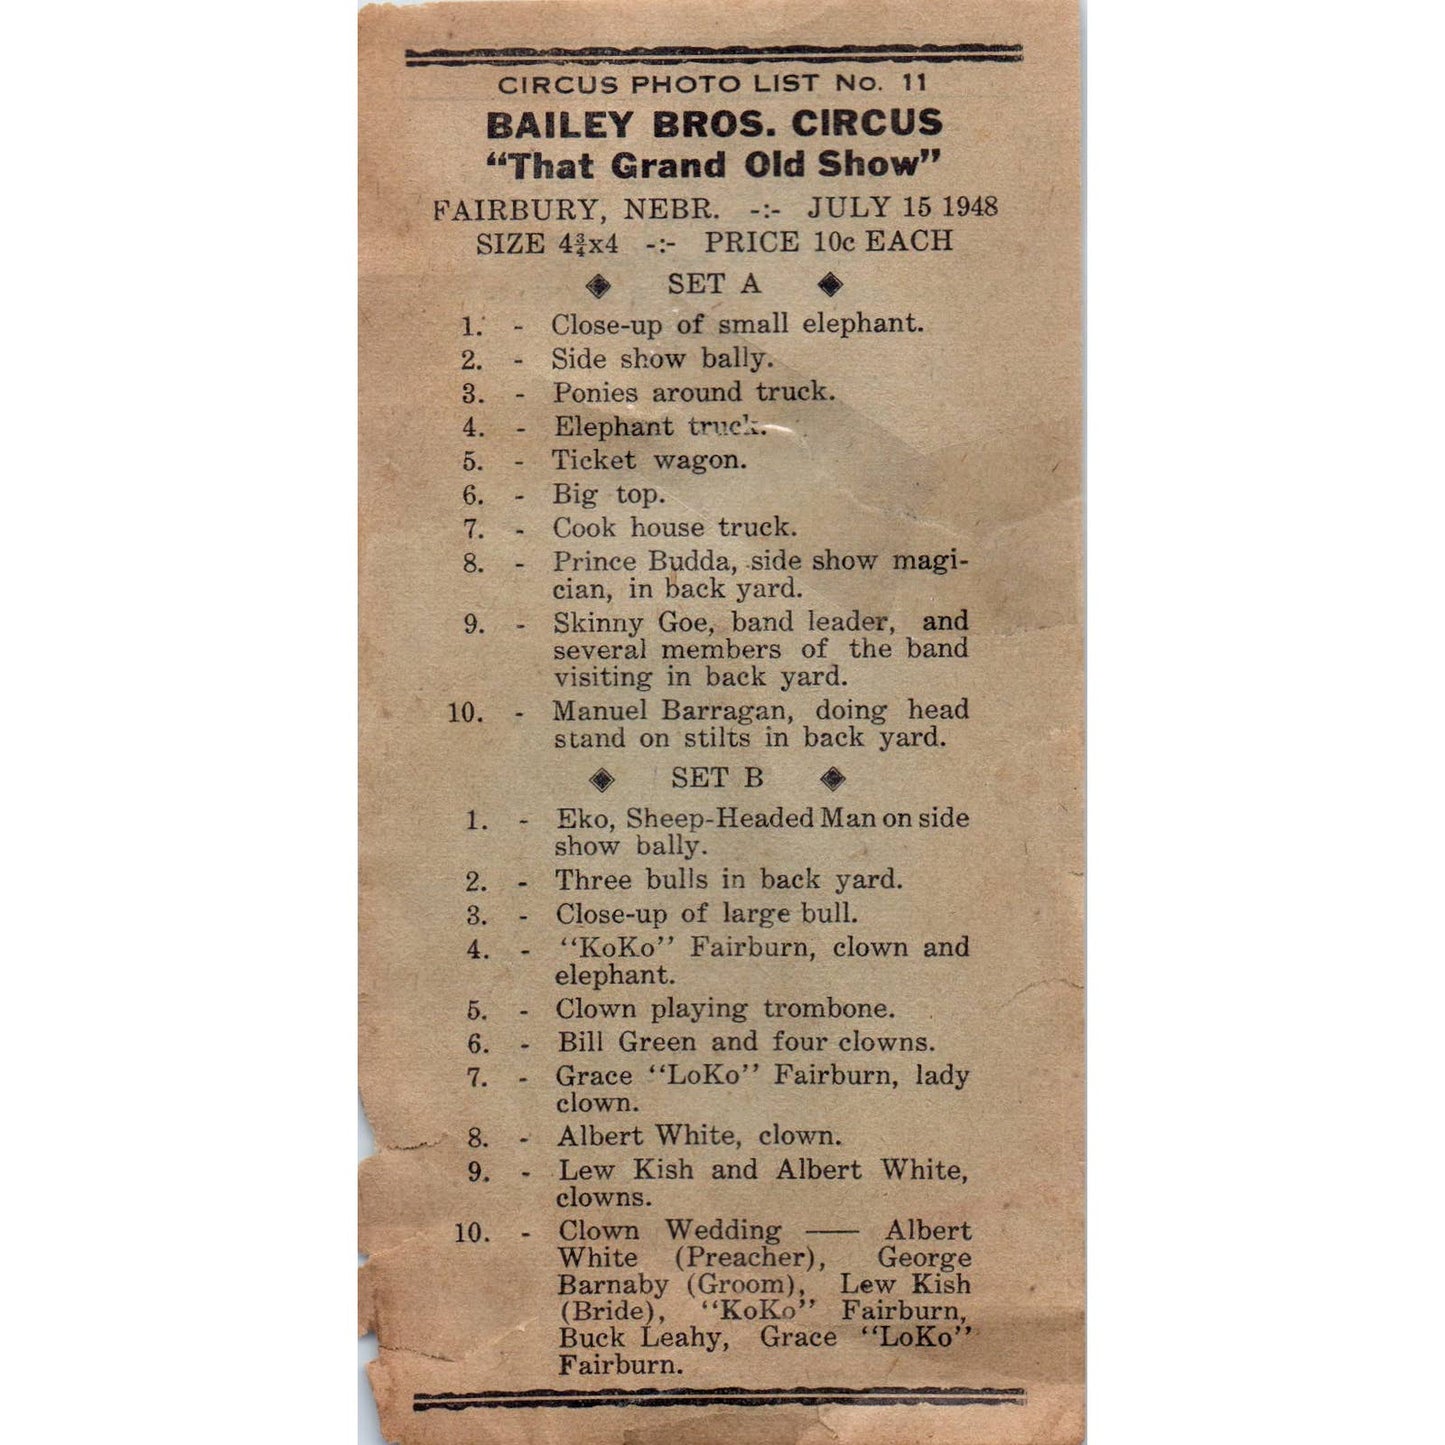 CIRCUS PHOTO LIST No. 11
BAILEY BROS. CIRCUS
“That Grand Old Show”
FAIRBURY, NEBR. -:- JULY 15 1948
SIZE 4¾x4 -:- PRICE 10c EACH
◈ SET A ◈
1. - Close-up of small elephant.
2. - Side show bally.
3. - Ponies around truck.
4. - Elephant truck.
5. - Ticket wagon.
6. - Big top.
7. - Cook house truck.
8. - Prince Budda, side show magi-
cian, in back yard.
9. - Skinny Goe, band leader, and
several members of the band
visiting in back yard.
10. - Manuel Barragan, doing head
stand on stilts in back yard.
◈ SET B ◈
1. - Eko, Sheep-Headed Man on side
show bally.
2. - Three bulls in back yard.
3. - Close-up of large bull.
4. - “KoKo” Fairburn, clown and
elephant.
5. - Clown playing trombone.
6. - Bill Green and four clowns.
7. - Grace “LoKo” Fairburn, lady
clown.
8. - Albert White, clown.
9. - Lew Kish and Albert White,
clowns.
10. - Clown Wedding —— Albert
White (Preacher), George
Barnaby (Groom), Lew Kish
(Bride), “KoKo” Fairburn,
Buck Leahy, Grace “LoKo”
Fairburn.